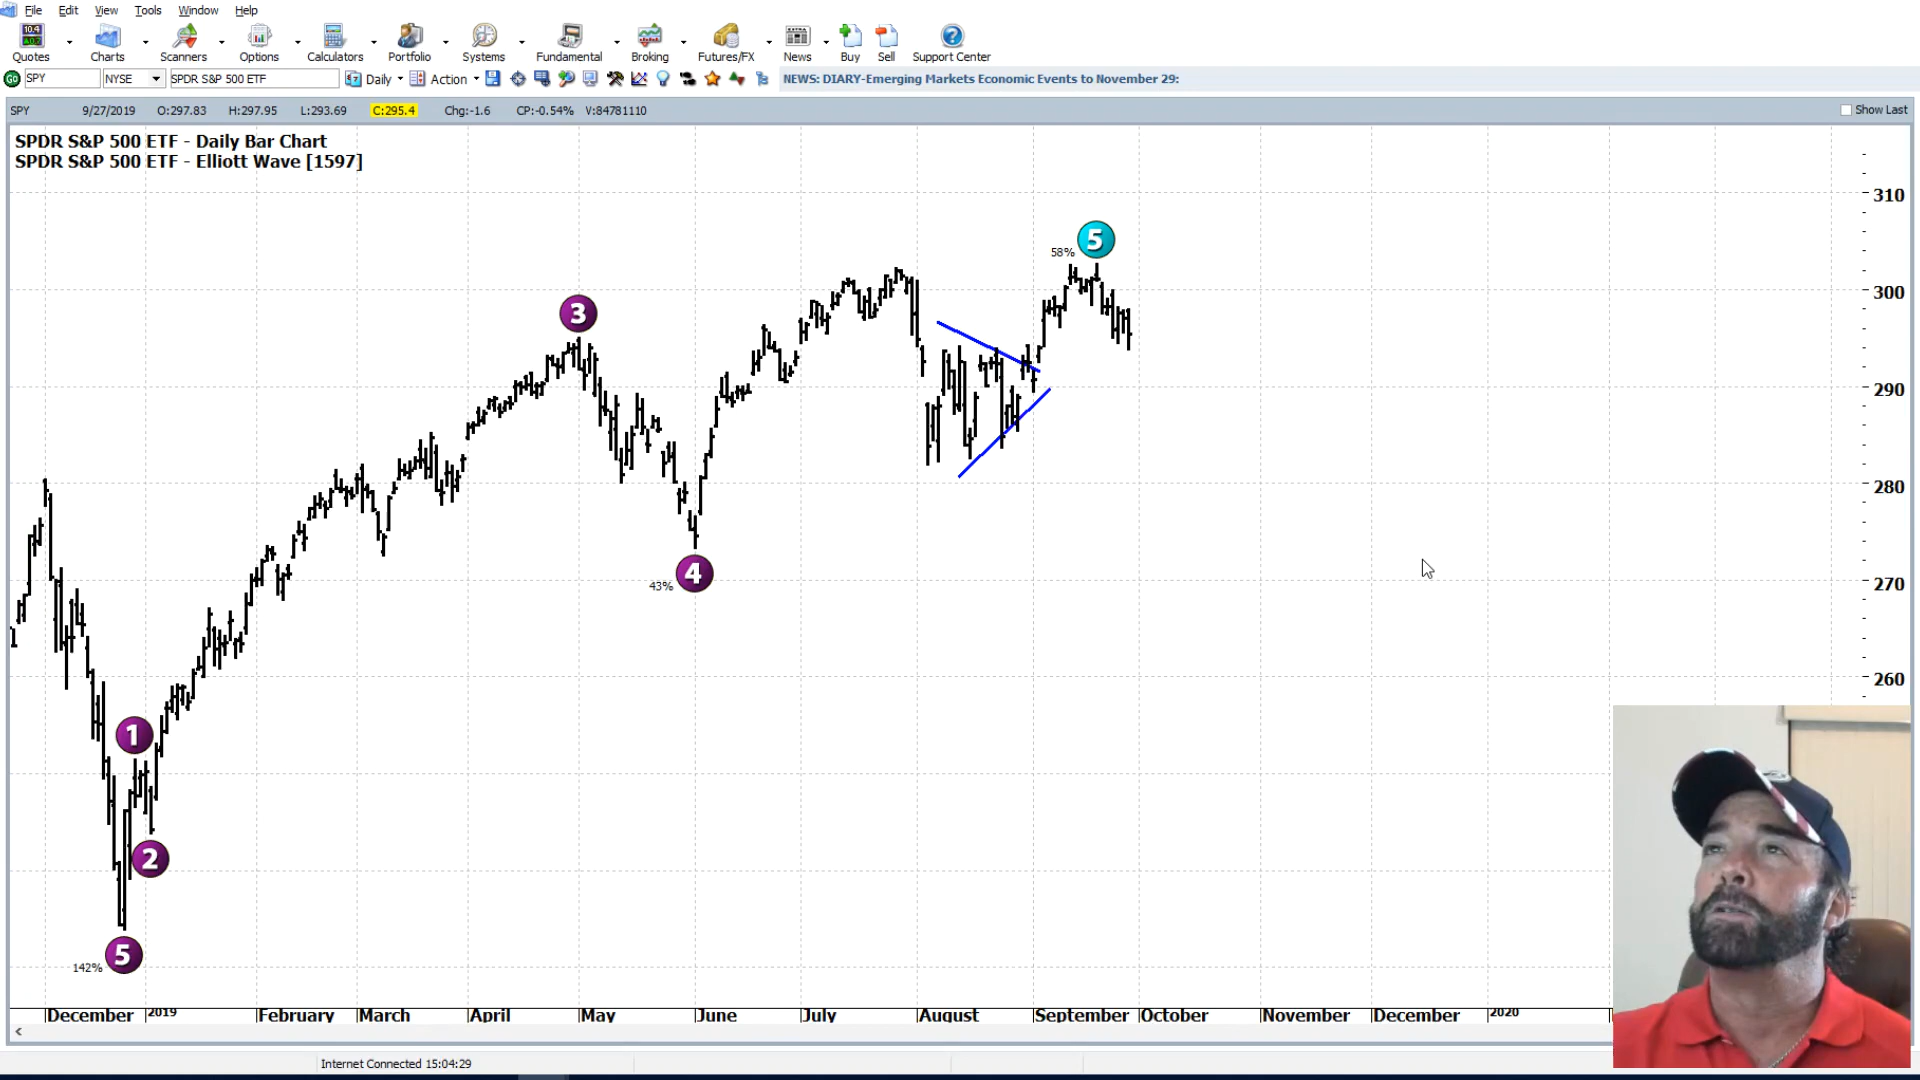 File Edit View Tools Window Help
Quotes Charts Scanners Options Calculators Portfolio Systems Fundamental Broking Futures/FX News Buy Sell Support Center
GO SPY NYSE SPDR S&P 500 ETF Daily Action NEWS: DIARY-Emerging Markets Economic Events to November 29:
SPY 9/27/2019 O:297.83 H:297.95 L:293.69 C:295.4 Chg:-1.6 CP:-0.54% V:84781110 Show Last
SPDR S&P 500 ETF - Daily Bar Chart
SPDR S&P 500 ETF - Elliott Wave [1597]
310
58% 5
300
3
290
280
43% 4
270
260
1
2
142% 5
December 2019 February March April May June July August September October November December 2020
<
Internet Connected 15:04:29